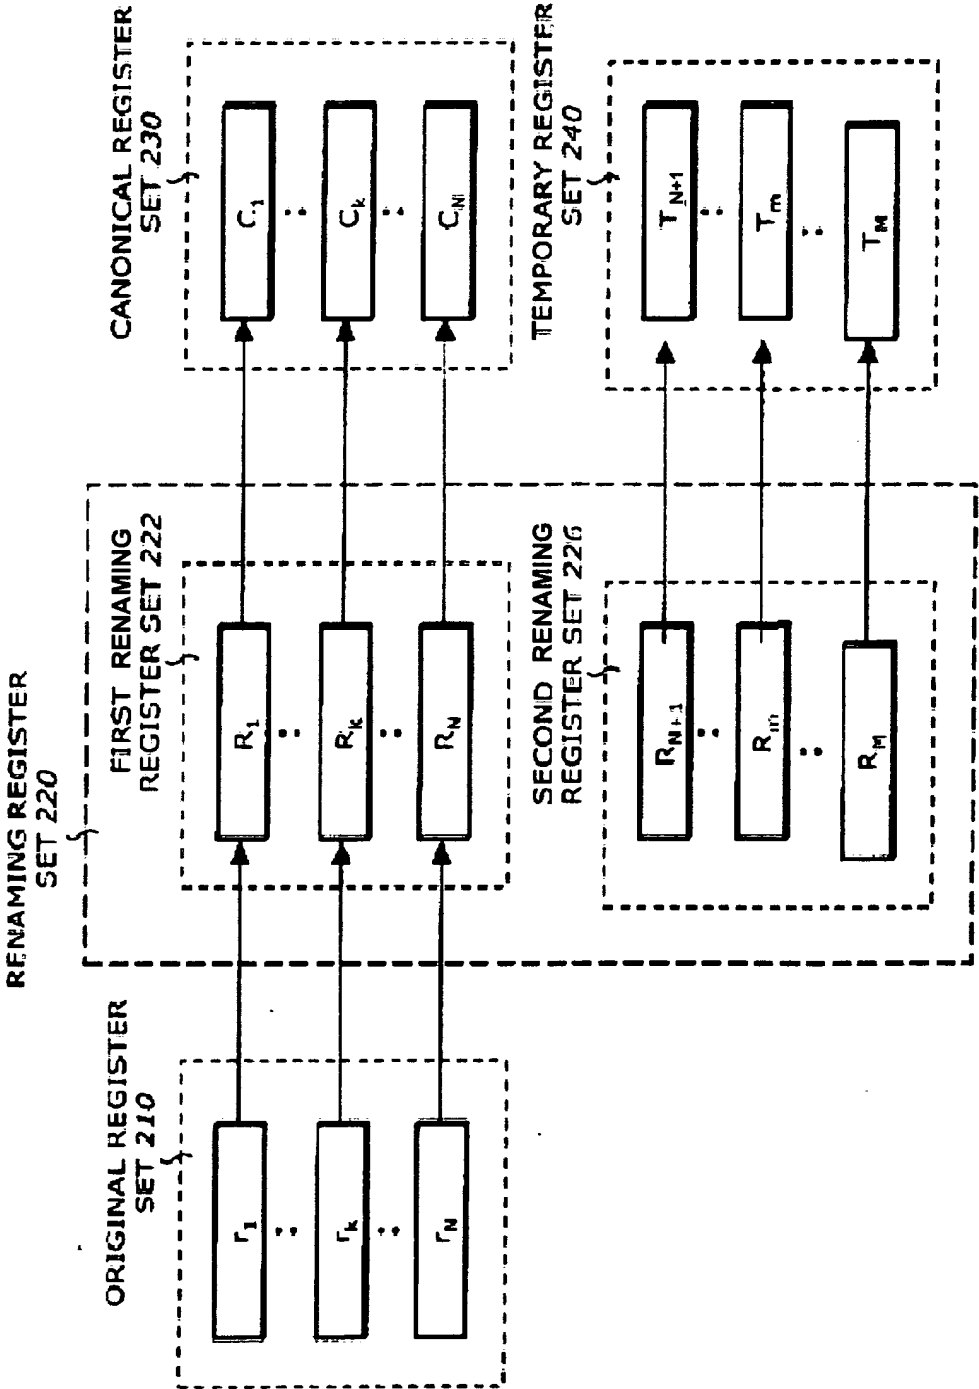 RENAMING REGISTER
SET 220
ORIGINAL REGISTER
SET 210
r1
:
rk
:
rN
FIRST RENAMING
REGISTER SET 222
R1
:
Rk
:
RN
CANONICAL REGISTER
SET 230
C1
:
Ck
:
CN
SECOND RENAMING
REGISTER SET 226
RN+1
:
Rm
:
RM
TEMPORARY REGISTER
SET 240
TN+1
:
Tm
:
TM